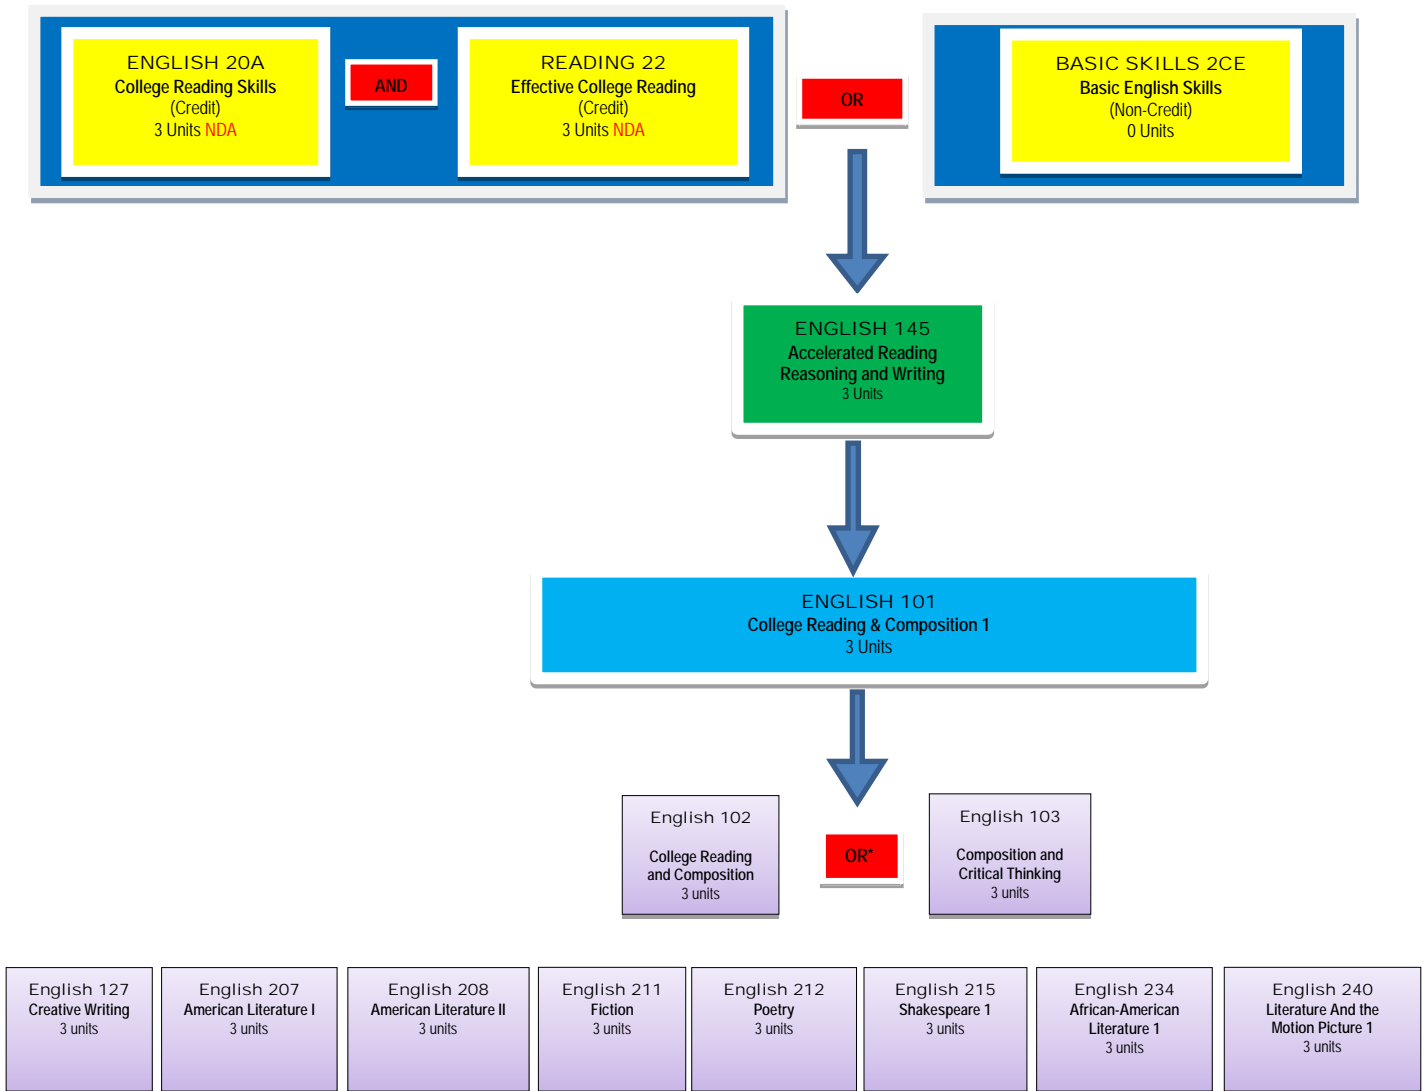 ENGLISH 20A
College Reading Skills
(Credit)
3 Units NDA
AND
READING 22
Effective College Reading
(Credit)
3 Units NDA
OR
BASIC SKILLS 2CE
Basic English Skills
(Non-Credit)
0 Units
ENGLISH 145
Accelerated Reading
Reasoning and Writing
3 Units
ENGLISH 101
College Reading & Composition 1
3 Units
English 102
College Reading
and Composition
3 units
OR*
English 103
Composition and
Critical Thinking
3 units
English 127
Creative Writing
3 units
English 207
American Literature I
3 units
English 208
American Literature II
3 units
English 211
Fiction
3 units
English 212
Poetry
3 units
English 215
Shakespeare 1
3 units
English 234
African-American
Literature 1
3 units
English 240
Literature And the
Motion Picture 1
3 units